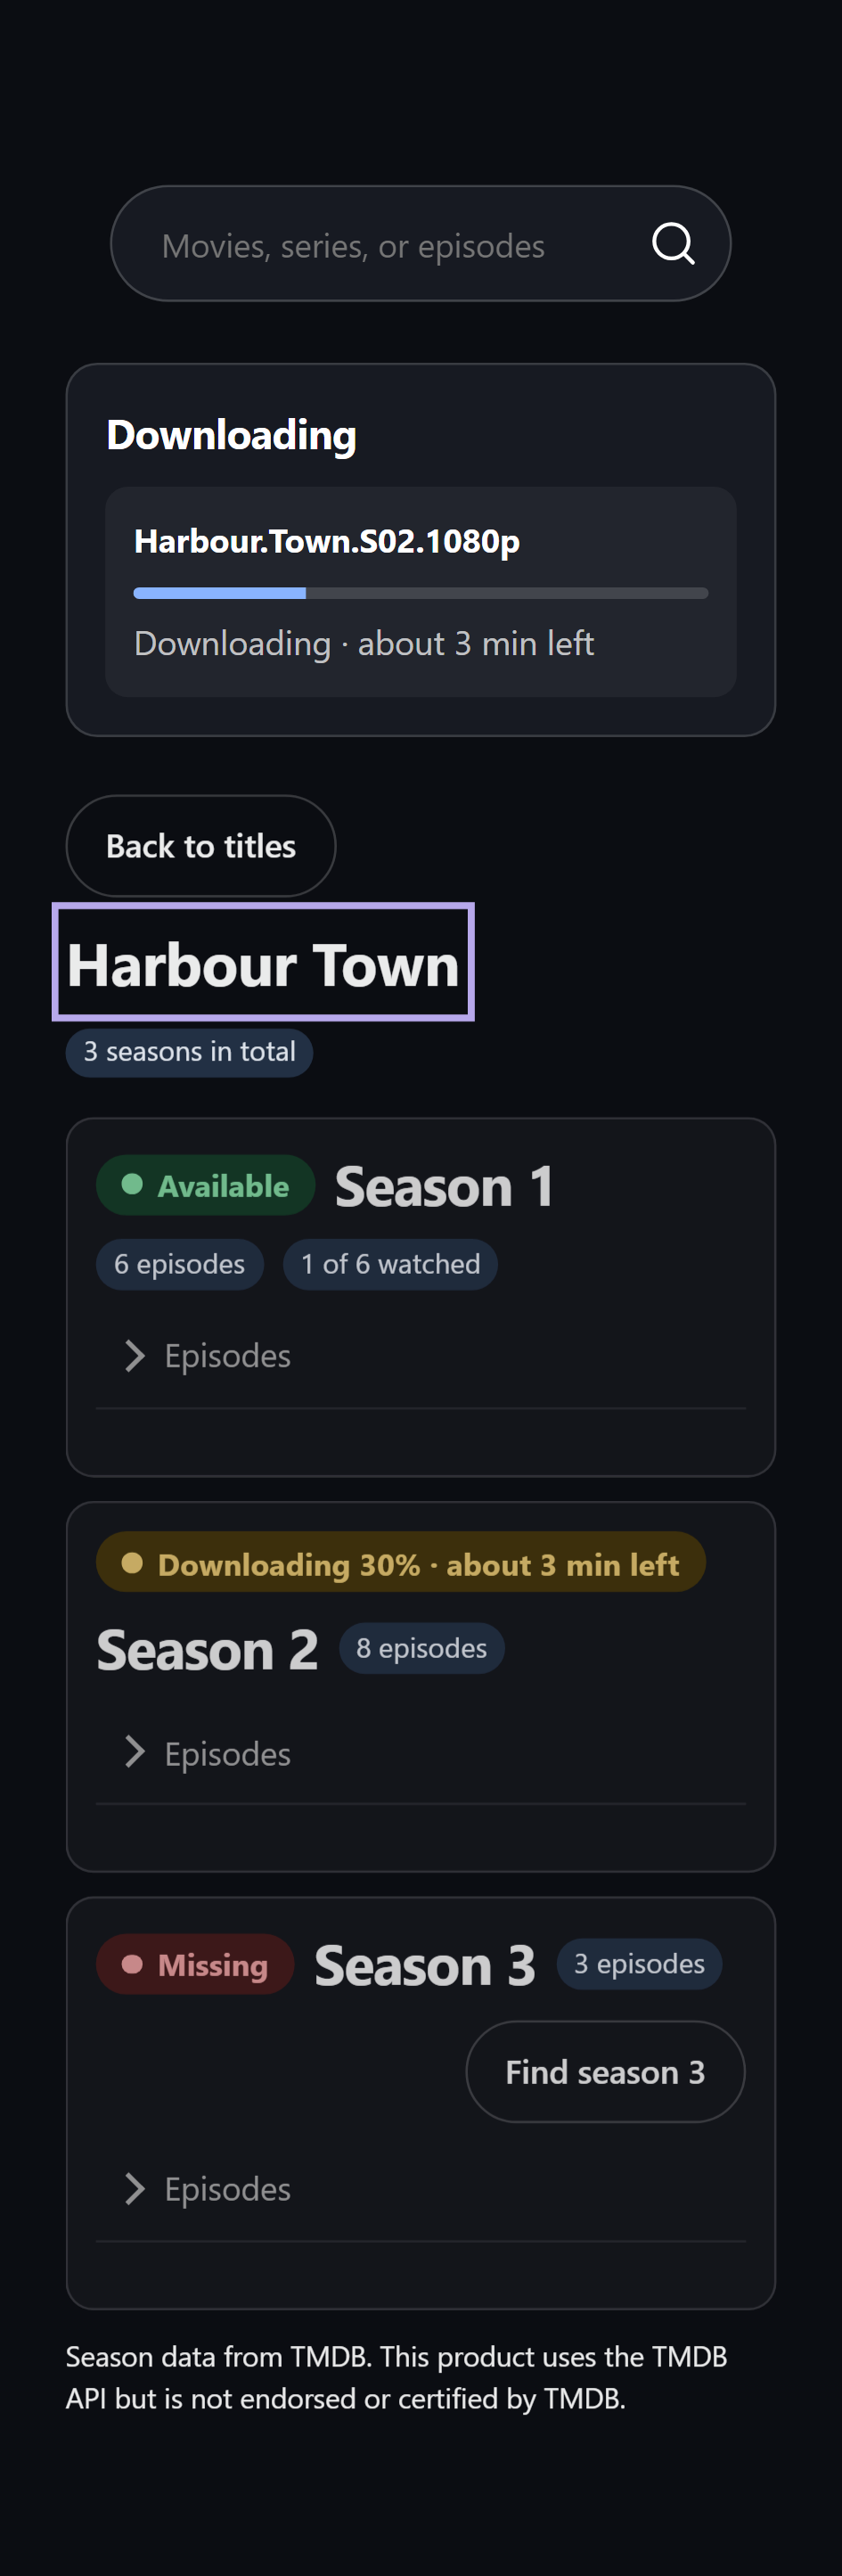 Movies, series, or episodes
Downloading
Harbour.Town.S02.1080p
Downloading · about 3 min left
Back to titles
Harbour Town
3 seasons in total
Available Season 1
6 episodes 1 of 6 watched
Episodes
Downloading 30% · about 3 min left
Season 2 8 episodes
Episodes
Missing Season 3 3 episodes
Find season 3
Episodes
Season data from TMDB. This product uses the TMDB
API but is not endorsed or certified by TMDB.